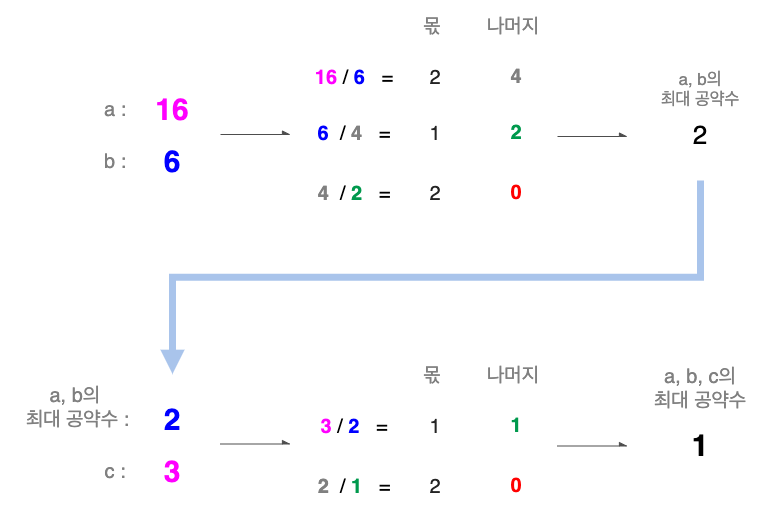 몫 나머지
16 / 6 = 2 4
a : 16
6 / 4 = 1 2
b : 6
4 / 2 = 2 0
a, b의
최대 공약수
2
몫 나머지
a, b의
최대 공약수 : 2
3 / 2 = 1 1
c : 3
2 / 1 = 2 0
a, b, c의
최대 공약수
1